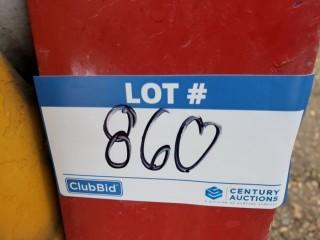 LOT #
860
ClubBid
CENTURY
AUCTIONS